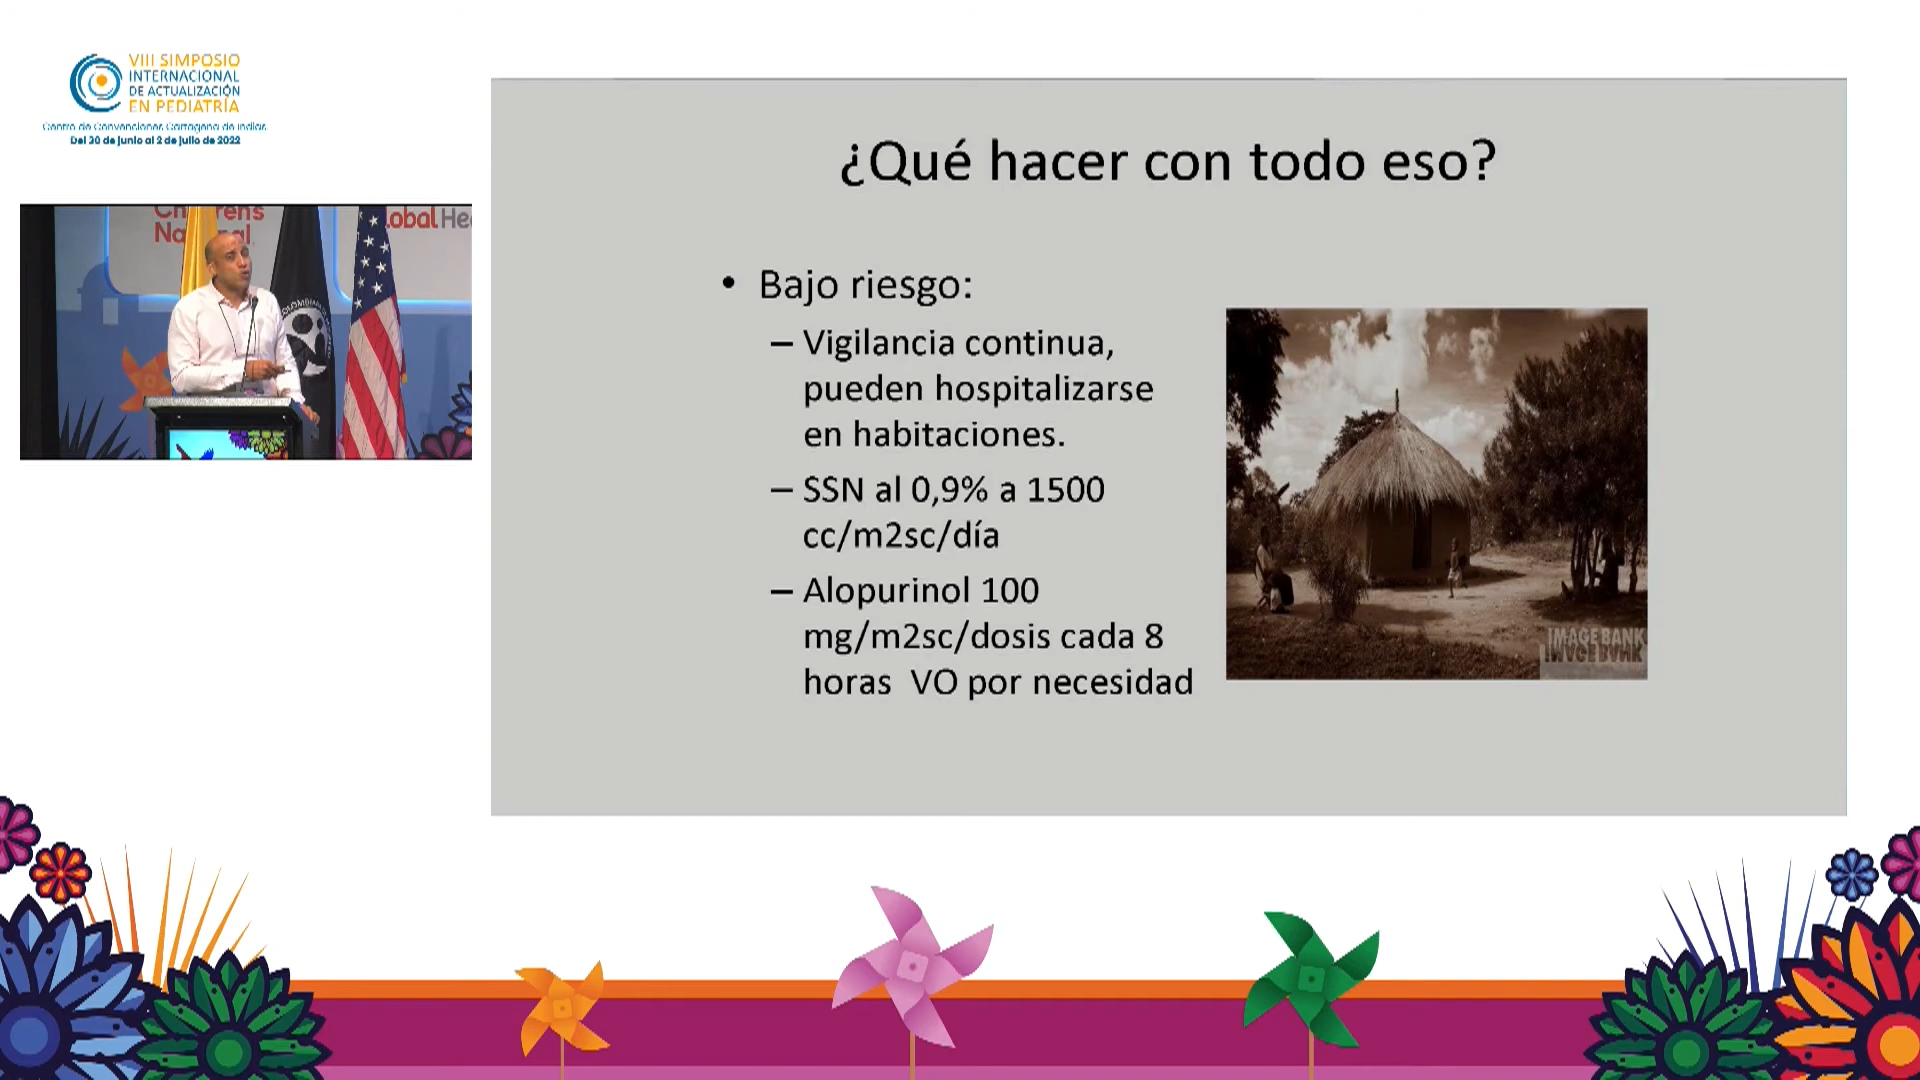 VIII SIMPOSIO
INTERNACIONAL
DE ACTUALIZACIÓN
EN PEDIATRÍA
Centro de Convenciones Cartagena de Indias
Del 30 de junio al 2 de julio de 2022
¿Qué hacer con todo eso?
• Bajo riesgo:
– Vigilancia continua,
pueden hospitalizarse
en habitaciones.
– SSN al 0,9% a 1500
cc/m2sc/día
– Alopurinol 100
mg/m2sc/dosis cada 8
horas VO por necesidad
IMAGE BANK